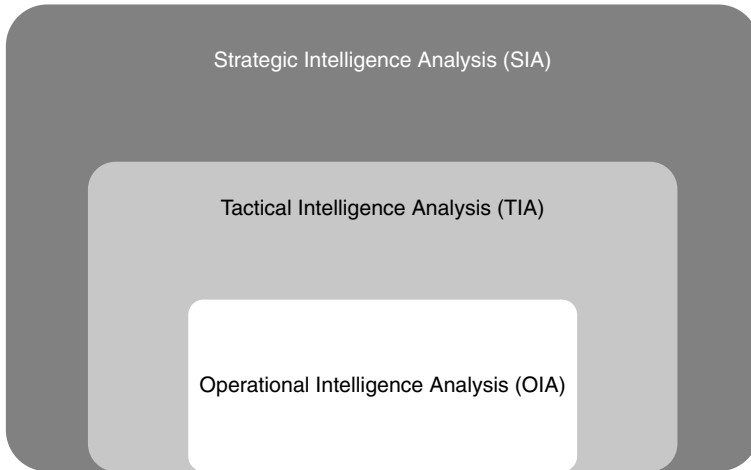 Strategic Intelligence Analysis (SIA)
Tactical Intelligence Analysis (TIA)
Operational Intelligence Analysis (OIA)